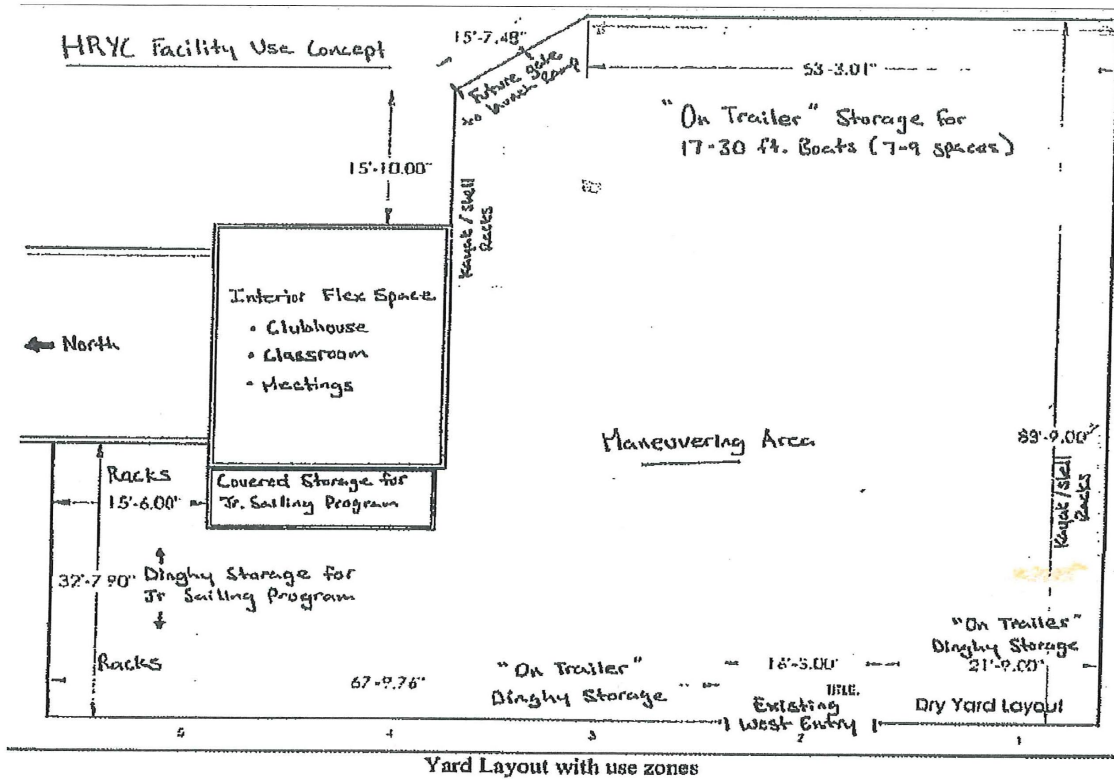 HRYC Facility Use Concept
15'-7.48"
Future gate
launch ramp
53-3.01"
"On Trailer" Storage for
17-30 ft. Boats (7-9 spaces)
15'-10.00"
Kayak / Shell
Racks
Interior Flex Space
• Clubhouse
• Classroom
• Meetings
North
Maneuvering Area
89'-9.00"
Kayak / Shell
Racks
Racks
15'-6.00"
Covered Storage for
Jr. Sailing Program
32'-7.90"
Dinghy Storage for
Jr Sailing Program
Racks
67-9.76"
"On Trailer"
Dinghy Storage
16'-5.00"
"On Trailer"
Dinghy Storage
21'-9.00"
TITLE.
Existing
West Entry
Dry Yard Layout
5 4 3 2 1
Yard Layout with use zones